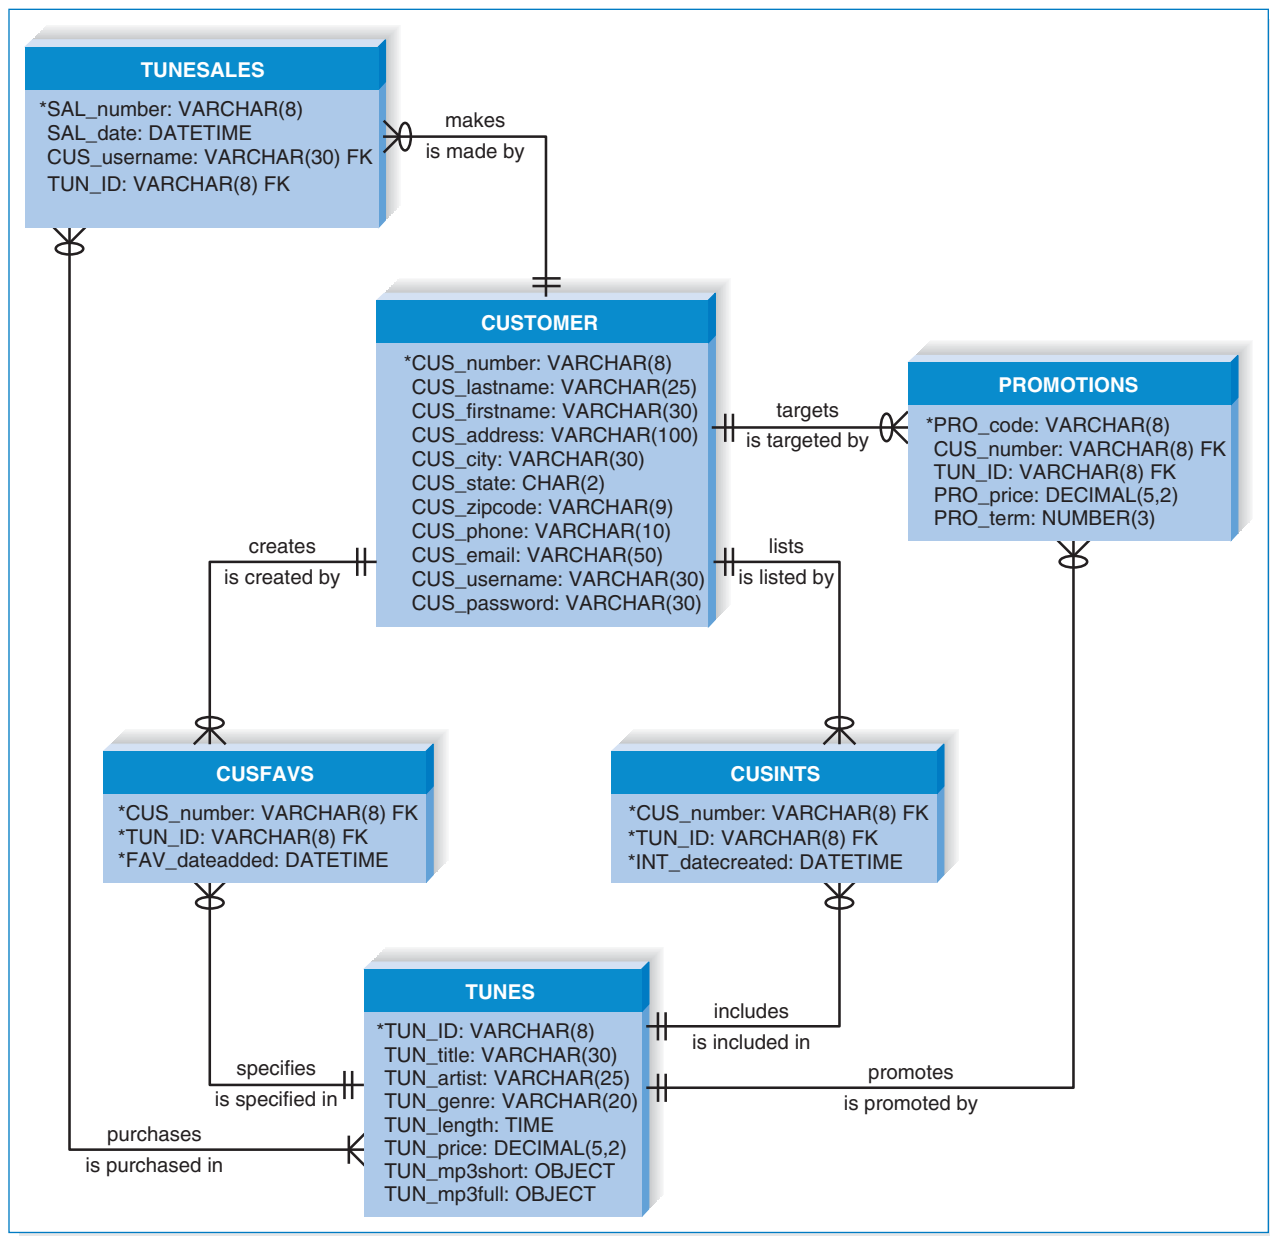 TUNESALES
*SAL_number: VARCHAR(8)
SAL_date: DATETIME
CUS_username: VARCHAR(30) FK
TUN_ID: VARCHAR(8) FK
makes
is made by
CUSTOMER
*CUS_number: VARCHAR(8)
CUS_lastname: VARCHAR(25)
CUS_firstname: VARCHAR(30)
CUS_address: VARCHAR(100)
CUS_city: VARCHAR(30)
CUS_state: CHAR(2)
CUS_zipcode: VARCHAR(9)
CUS_phone: VARCHAR(10)
CUS_email: VARCHAR(50)
CUS_username: VARCHAR(30)
CUS_password: VARCHAR(30)
targets
is targeted by
PROMOTIONS
*PRO_code: VARCHAR(8)
CUS_number: VARCHAR(8) FK
TUN_ID: VARCHAR(8) FK
PRO_price: DECIMAL(5,2)
PRO_term: NUMBER(3)
creates
is created by
lists
is listed by
CUSFAVS
*CUS_number: VARCHAR(8) FK
*TUN_ID: VARCHAR(8) FK
*FAV_dateadded: DATETIME
CUSINTS
*CUS_number: VARCHAR(8) FK
*TUN_ID: VARCHAR(8) FK
*INT_datecreated: DATETIME
TUNES
*TUN_ID: VARCHAR(8)
TUN_title: VARCHAR(30)
TUN_artist: VARCHAR(25)
TUN_genre: VARCHAR(20)
TUN_length: TIME
TUN_price: DECIMAL(5,2)
TUN_mp3short: OBJECT
TUN_mp3full: OBJECT
includes
is included in
specifies
is specified in
promotes
is promoted by
purchases
is purchased in